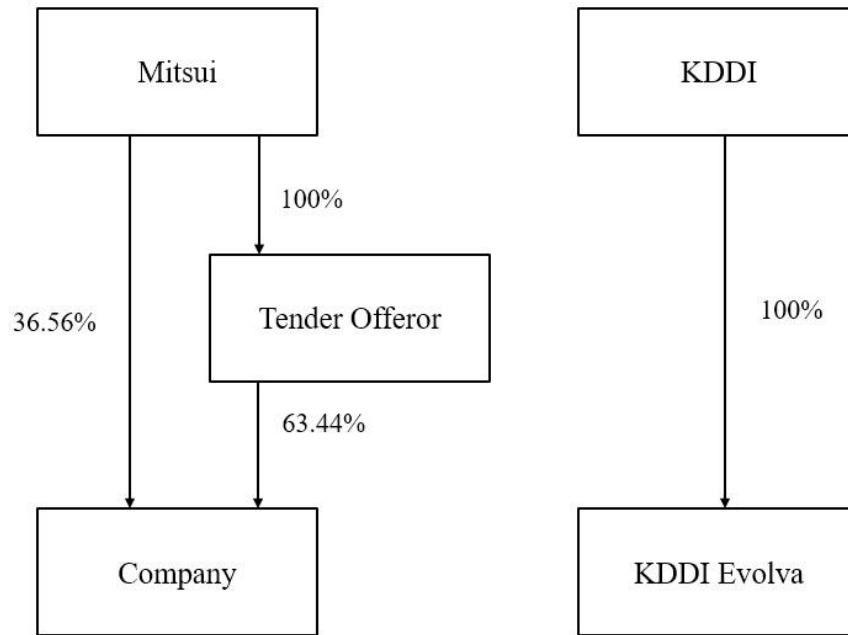 Mitsui
KDDI
100%
Tender Offeror
36.56%
100%
63.44%
Company
KDDI Evolva